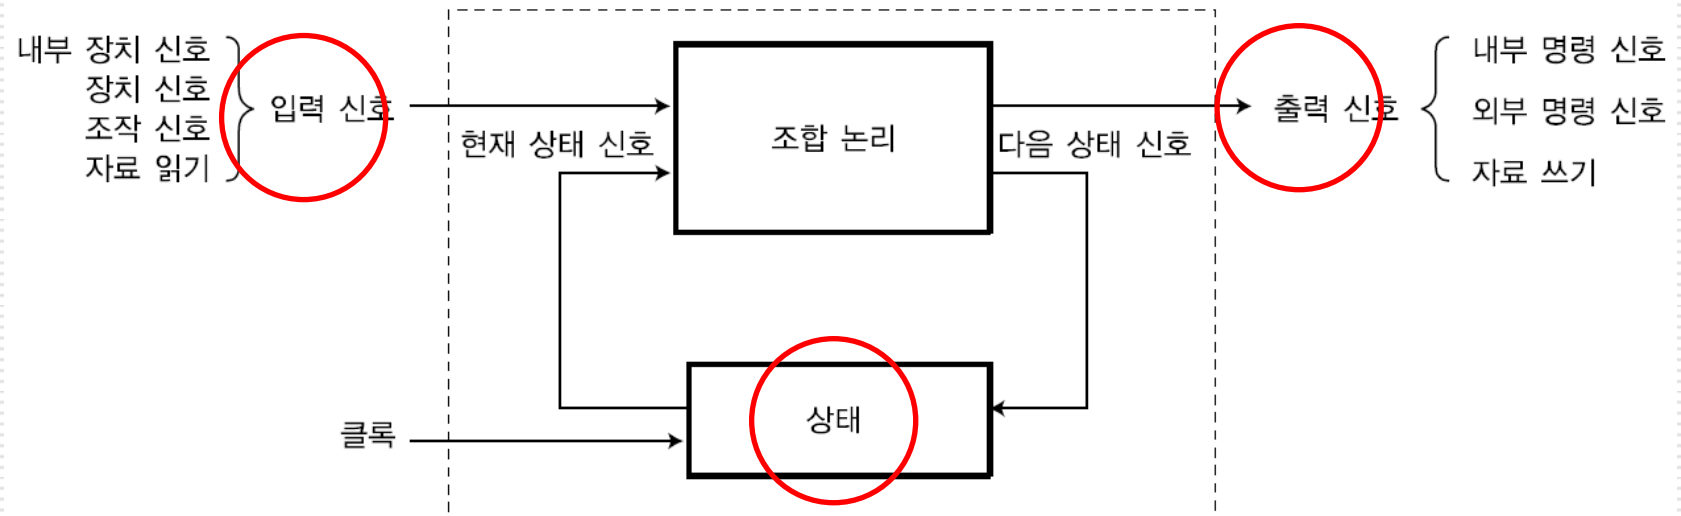 내부 장치 신호
장치 신호
조작 신호
자료 읽기
입력 신호
현재 상태 신호
조합 논리
다음 상태 신호
출력 신호
내부 명령 신호
외부 명령 신호
자료 쓰기
클록
상태